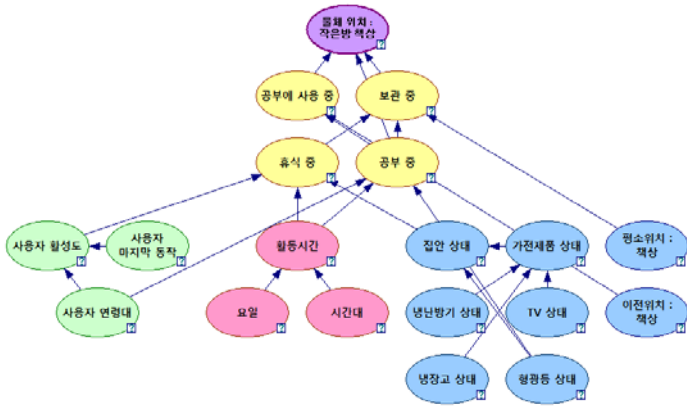 물체 위치 :
작은방 책상
공부에 사용 중
보관 중
휴식 중
공부 중
사용자 활성도
사용자
마지막 동작
활동시간
집안 상태
가전제품 상태
평소위치 :
책상
사용자 연령대
요일
시간대
냉난방기 상태
TV 상태
이전위치 :
책상
냉장고 상태
형광등 상태